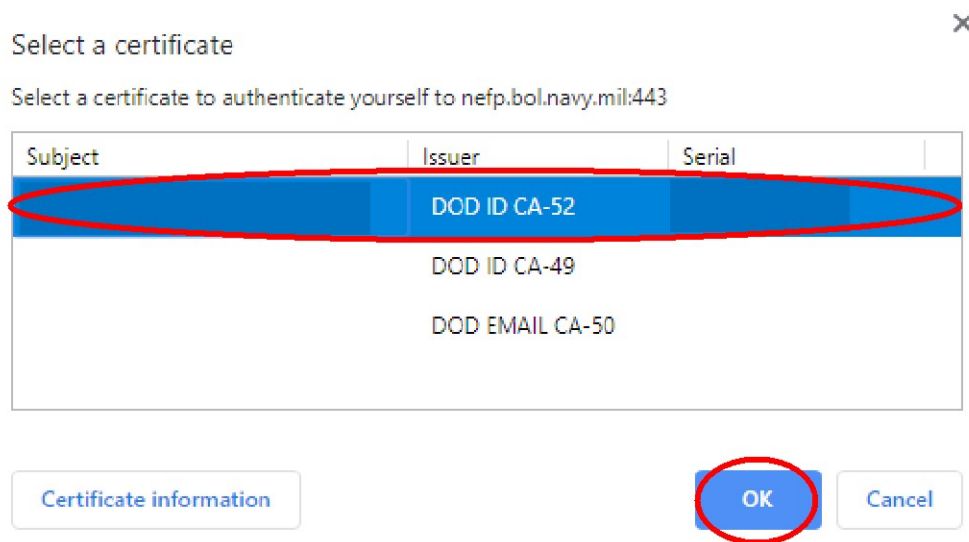 Select a certificate
Select a certificate to authenticate yourself to nefp.bol.navy.mil:443
Subject Issuer Serial
DOD ID CA-52
DOD ID CA-49
DOD EMAIL CA-50
Certificate information OK Cancel